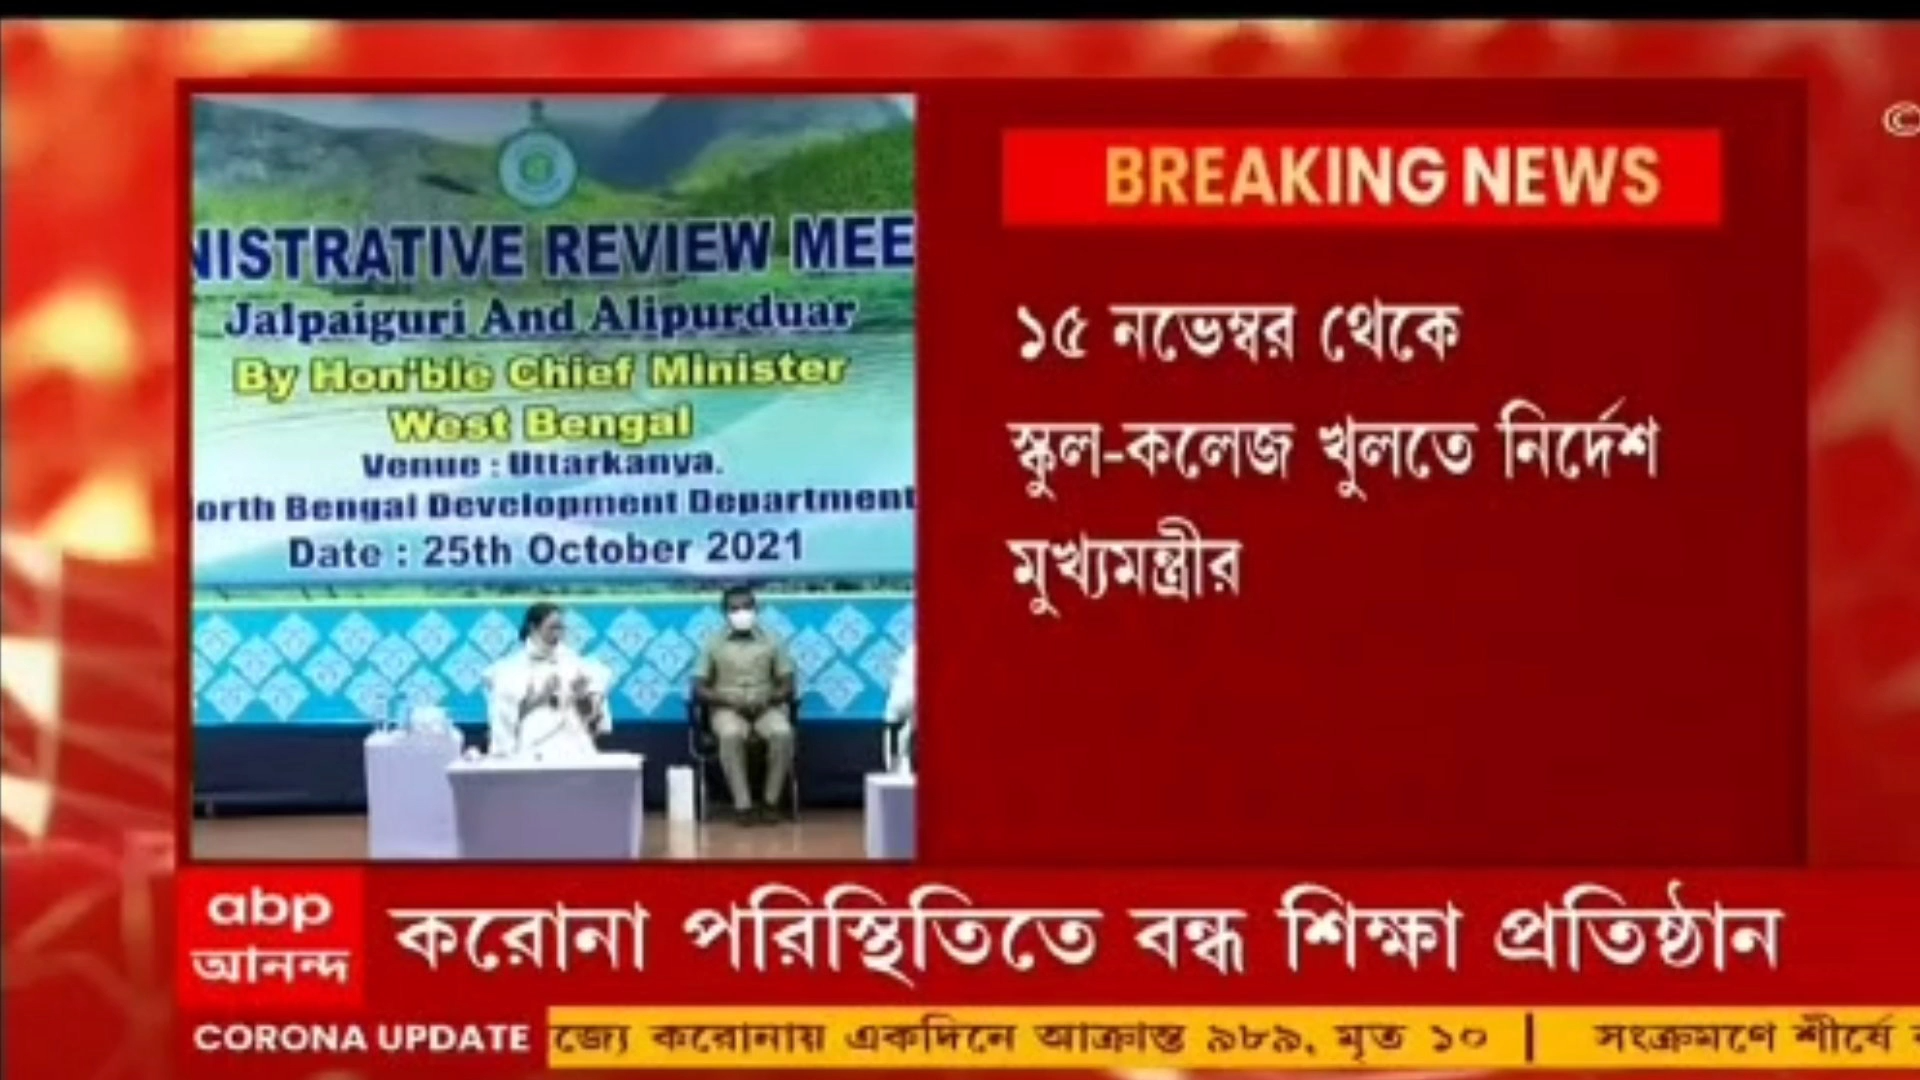 ©
NISTRATIVE REVIEW MEE
Jalpaiguri And Alipurduar
By Hon'ble Chief Minister
West Bengal
Venue : Uttarkanya.
orth Bengal Development Department
Date : 25th October 2021
BREAKING NEWS
১৫ নভেম্বর থেকে
স্কুল-কলেজ খুলতে নির্দেশ
মুখ্যমন্ত্রীর
abp
আনন্দ
করোনা পরিস্থিতিতে বন্ধ শিক্ষা প্রতিষ্ঠান
CORONA UPDATE
জ্যে করোনায় একদিনে আক্রান্ত ৯৮৯, মৃত ১০ | সংক্রমণে শীর্ষে